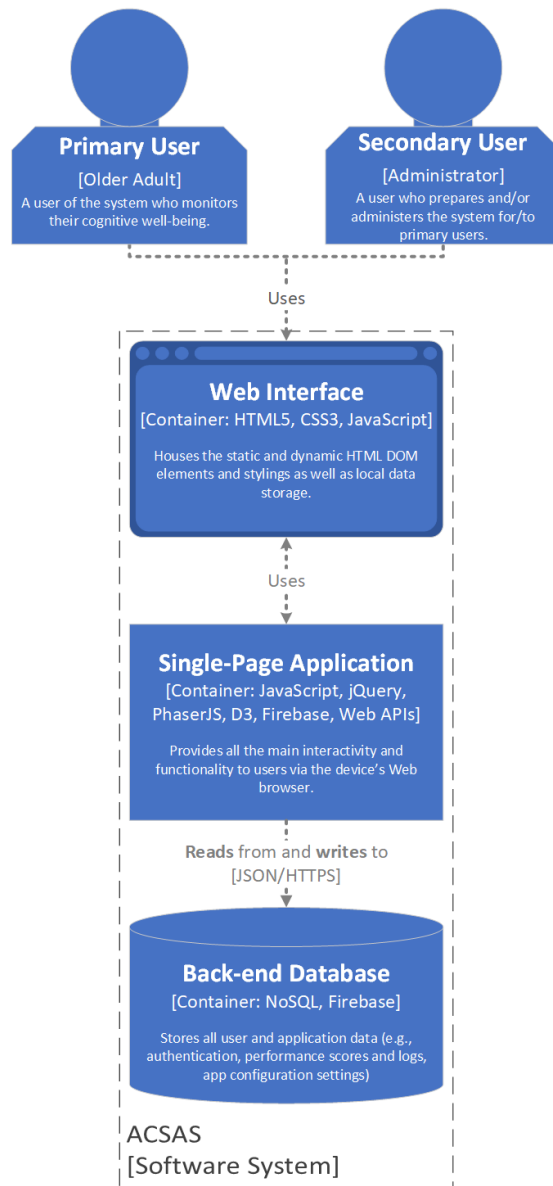 Primary User
[Older Adult]
A user of the system who monitors
their cognitive well-being.
Secondary User
[Administrator]
A user who prepares and/or
administers the system for/to
primary users.
Uses
Web Interface
[Container: HTML5, CSS3, JavaScript]
Houses the static and dynamic HTML DOM
elements and stylings as well as local data
storage.
Uses
Single-Page Application
[Container: JavaScript, jQuery,
PhaserJS, D3, Firebase, Web APIs]
Provides all the main interactivity and
functionality to users via the device’s Web
browser.
Reads from and writes to
[JSON/HTTPS]
Back-end Database
[Container: NoSQL, Firebase]
Stores all user and application data (e.g.,
authentication, performance scores and logs,
app configuration settings)
ACSAS
[Software System]